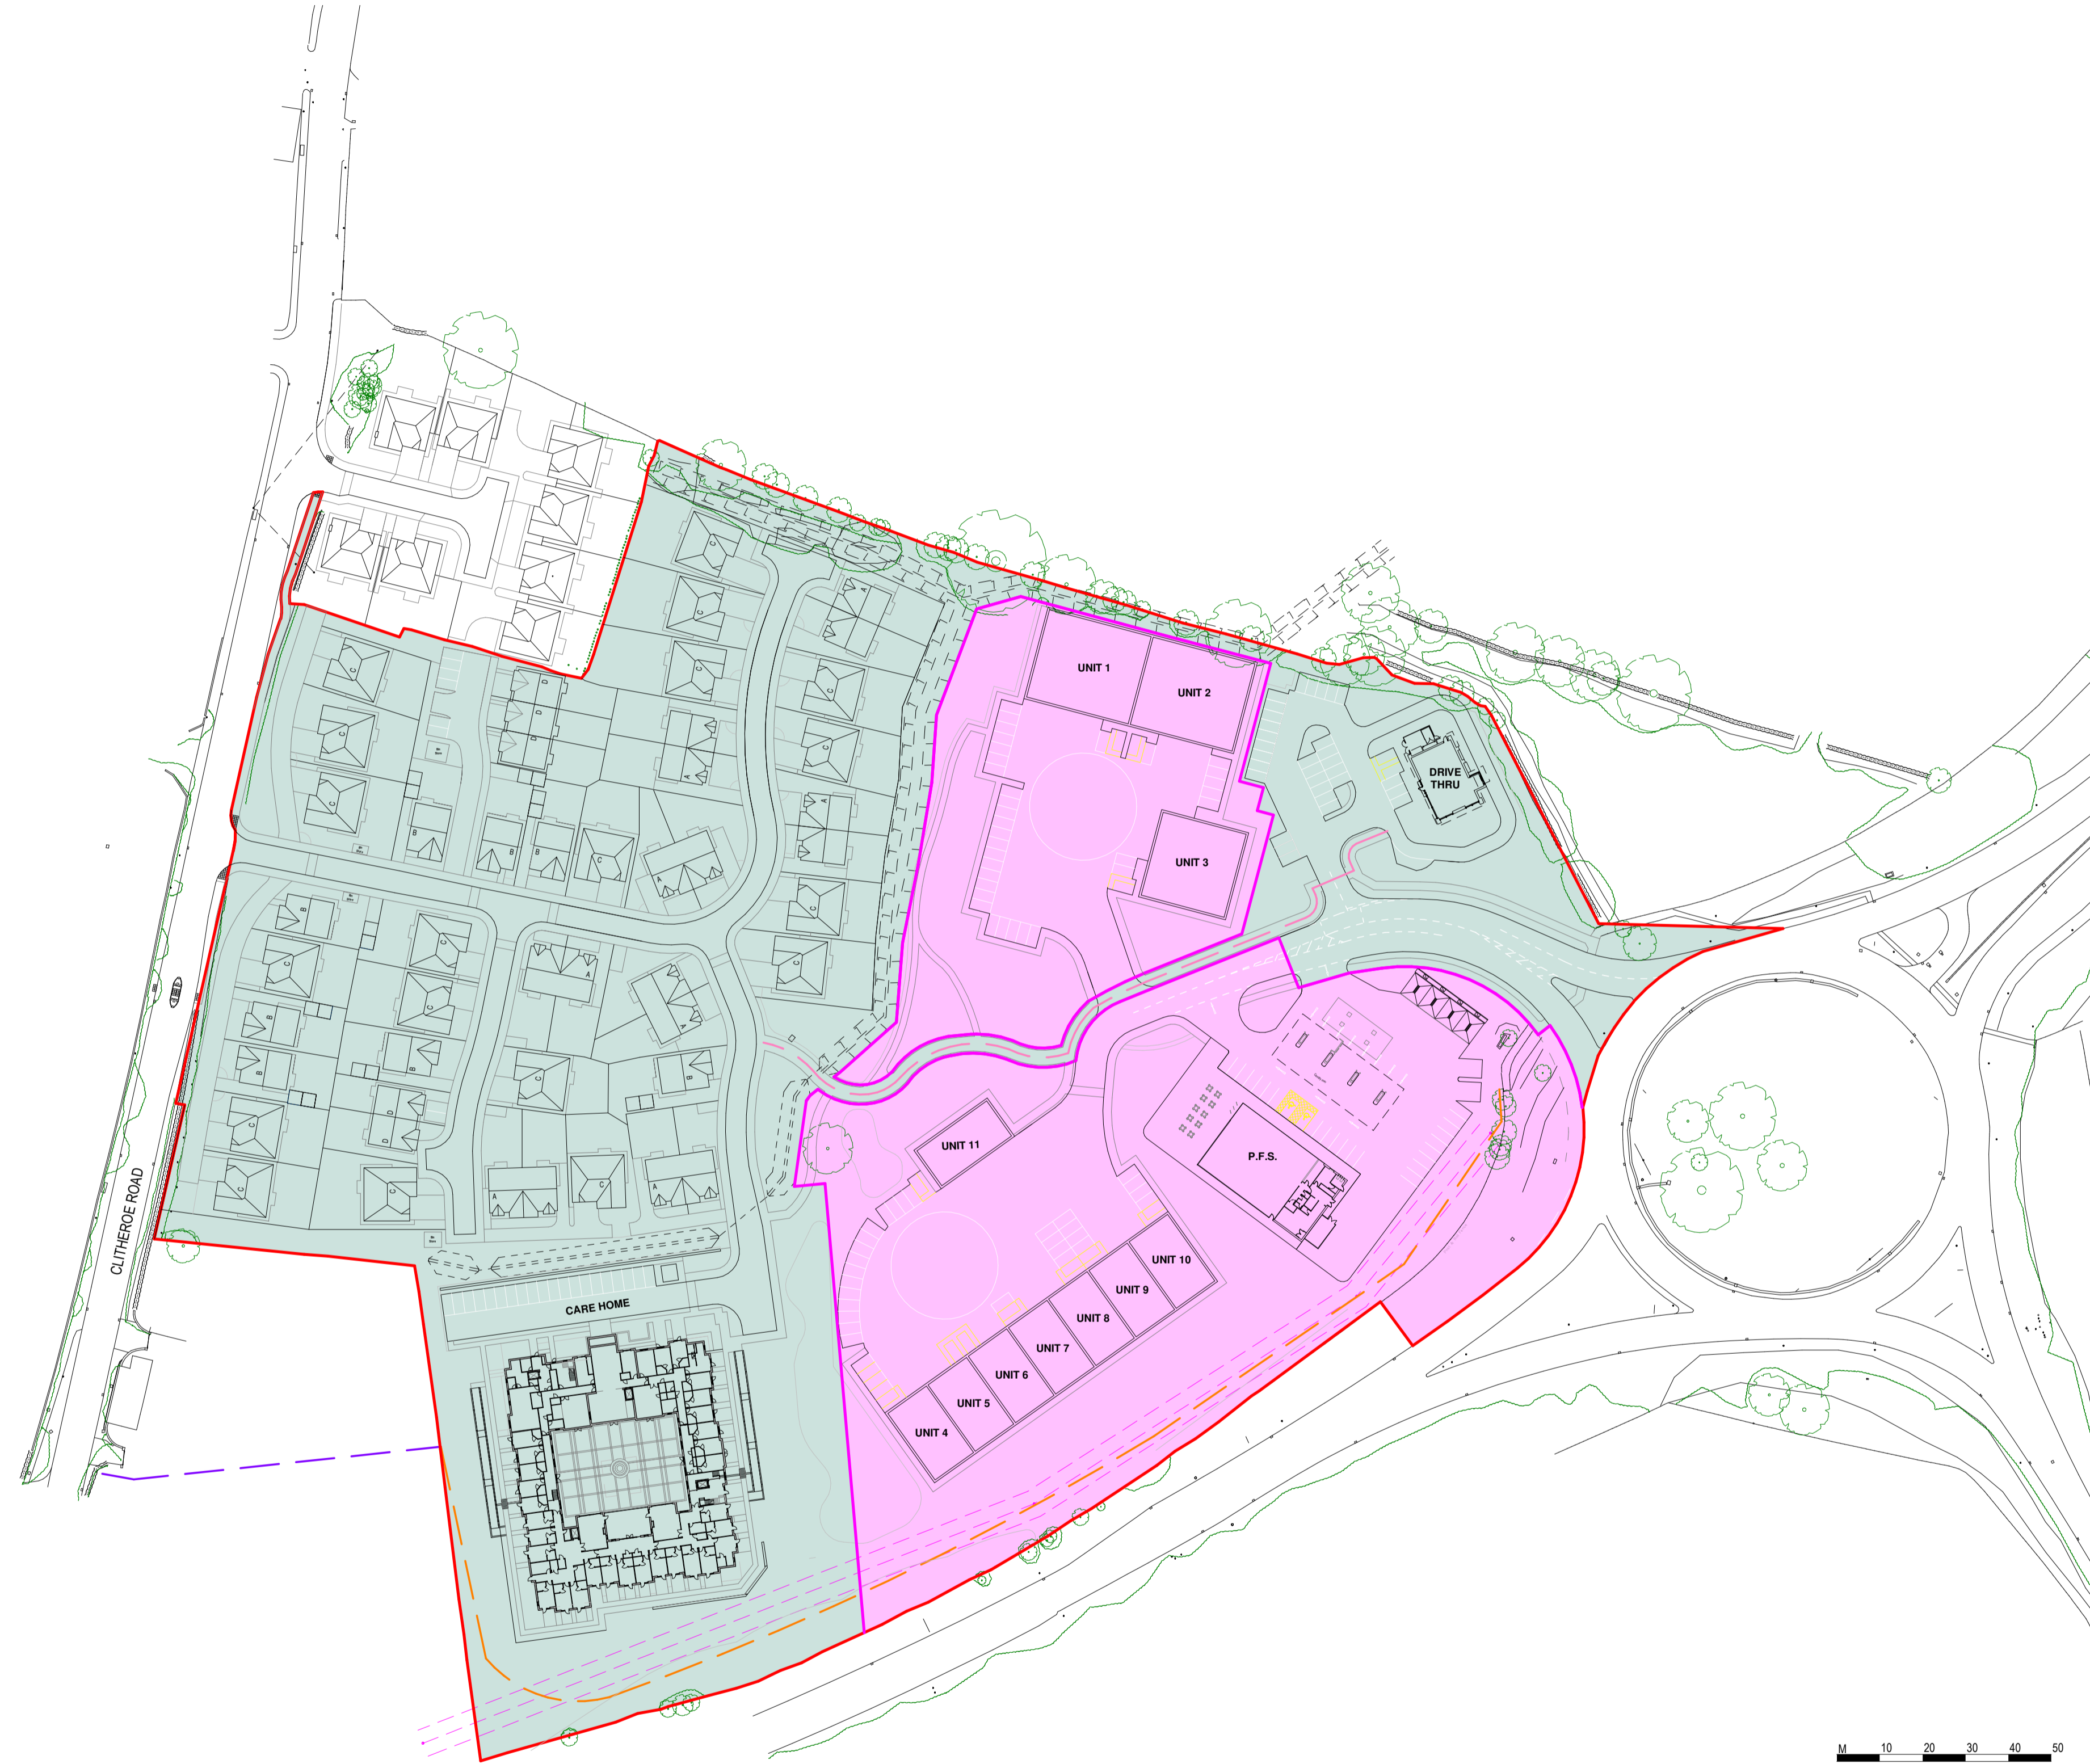 UNIT 1
UNIT 2
DRIVE
THRU
UNIT 3
UNIT 11
P.F.S.
CLITHEROE ROAD
UNIT 10
UNIT 9
CARE HOME
UNIT 8
UNIT 7
UNIT 6
UNIT 5
UNIT 4
M 10 20 30 40 50
C
C
C
A
C
C
A
A
C
C
C
D
D
B
B
B
C
A
C
C
B
C
B
B
C
C
C
C
B
D
A
A
C
B
C
A
C
A